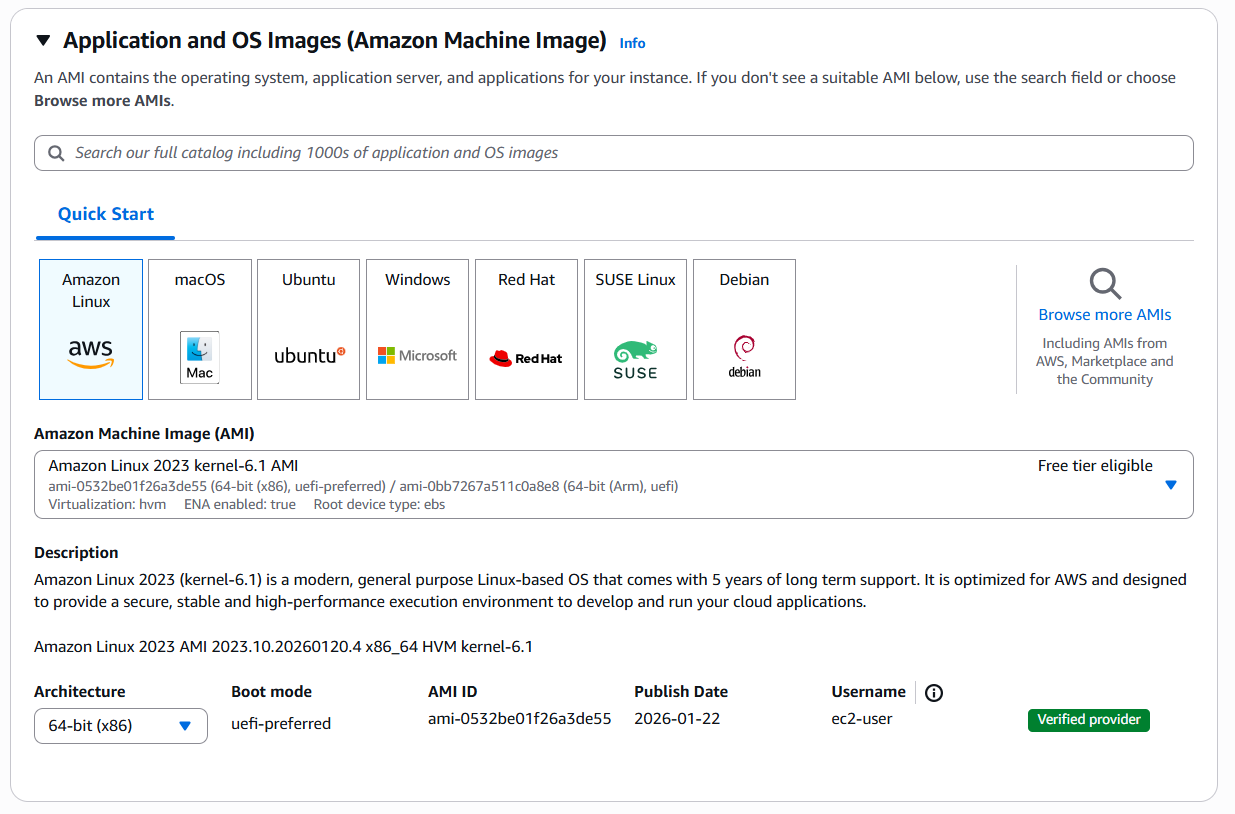 Application and OS Images (Amazon Machine Image) Info
An AMI contains the operating system, application server, and applications for your instance. If you don't see a suitable AMI below, use the search field or choose
Browse more AMIs.
Search our full catalog including 1000s of application and OS images
Quick Start
Amazon
Linux
aws
macOS
Mac
Ubuntu
ubuntu
Windows
Microsoft
Red Hat
Red Hat
SUSE Linux
SUSE
Debian
debian
Browse more AMIs
Including AMIs from
AWS, Marketplace and
the Community
Amazon Machine Image (AMI)
Amazon Linux 2023 kernel-6.1 AMI
Free tier eligible
ami-0532be01f26a3de55 (64-bit (x86), uefi-preferred) / ami-0bb7267a511c0a8e8 (64-bit (Arm), uefi)
Virtualization: hvm ENA enabled: true Root device type: ebs
Description
Amazon Linux 2023 (kernel-6.1) is a modern, general purpose Linux-based OS that comes with 5 years of long term support. It is optimized for AWS and designed
to provide a secure, stable and high-performance execution environment to develop and run your cloud applications.
Amazon Linux 2023 AMI 2023.10.20260120.4 x86_64 HVM kernel-6.1
Architecture Boot mode AMI ID Publish Date Username
64-bit (x86) uefi-preferred ami-0532be01f26a3de55 2026-01-22 ec2-user Verified provider